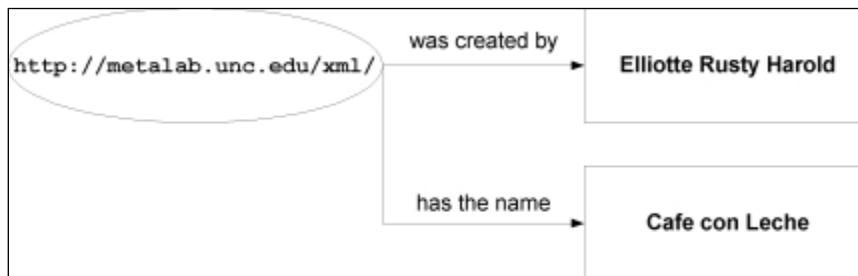 was created by
http://metalab.unc.edu/xml/
Elliotte Rusty Harold
has the name
Cafe con Leche